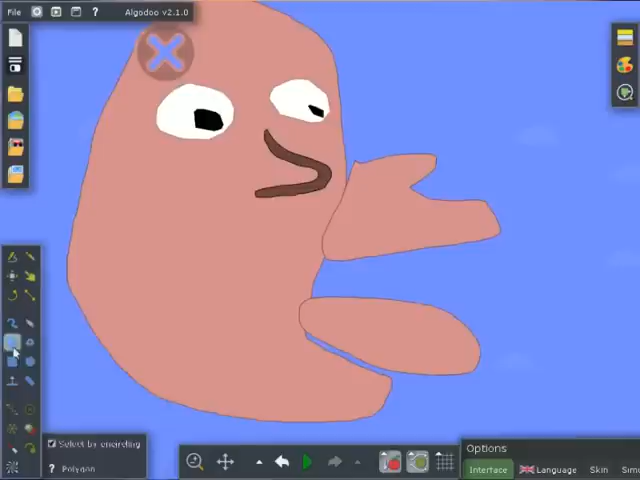 File ? Algodoo v2.1.0
Select by encircling
? Polygon
Options
Interface Language Skin